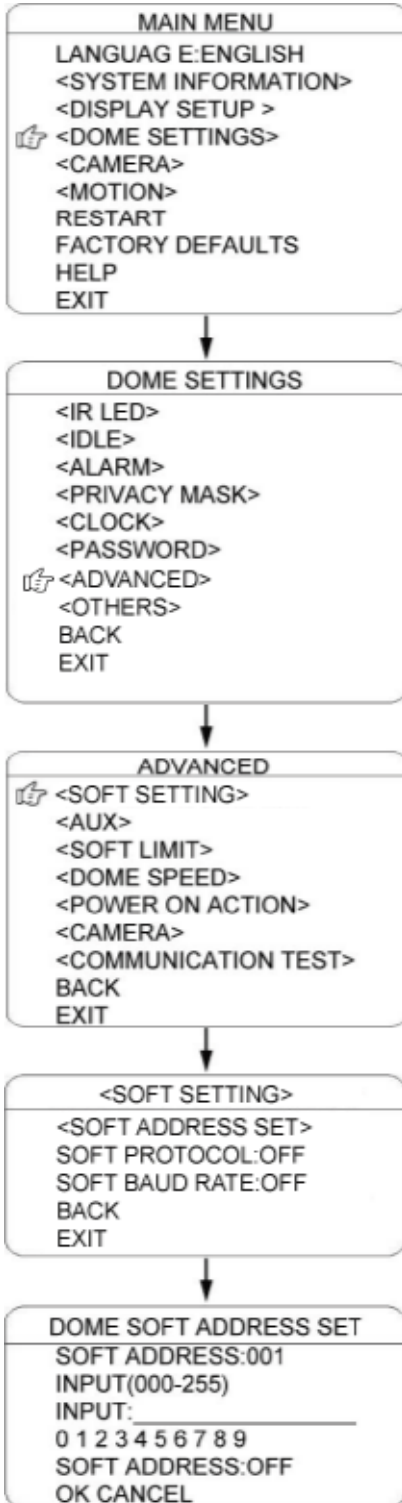 MAIN MENU
LANGUAG E:ENGLISH
<SYSTEM INFORMATION>
<DISPLAY SETUP >
<DOME SETTINGS>
<CAMERA>
<MOTION>
RESTART
FACTORY DEFAULTS
HELP
EXIT
DOME SETTINGS
<IR LED>
<IDLE>
<ALARM>
<PRIVACY MASK>
<CLOCK>
<PASSWORD>
<ADVANCED>
<OTHERS>
BACK
EXIT
ADVANCED
<SOFT SETTING>
<AUX>
<SOFT LIMIT>
<DOME SPEED>
<POWER ON ACTION>
<CAMERA>
<COMMUNICATION TEST>
BACK
EXIT
<SOFT SETTING>
<SOFT ADDRESS SET>
SOFT PROTOCOL:OFF
SOFT BAUD RATE:OFF
BACK
EXIT
DOME SOFT ADDRESS SET
SOFT ADDRESS:001
INPUT(000-255)
INPUT:
0 1 2 3 4 5 6 7 8 9
SOFT ADDRESS:OFF
OK CANCEL